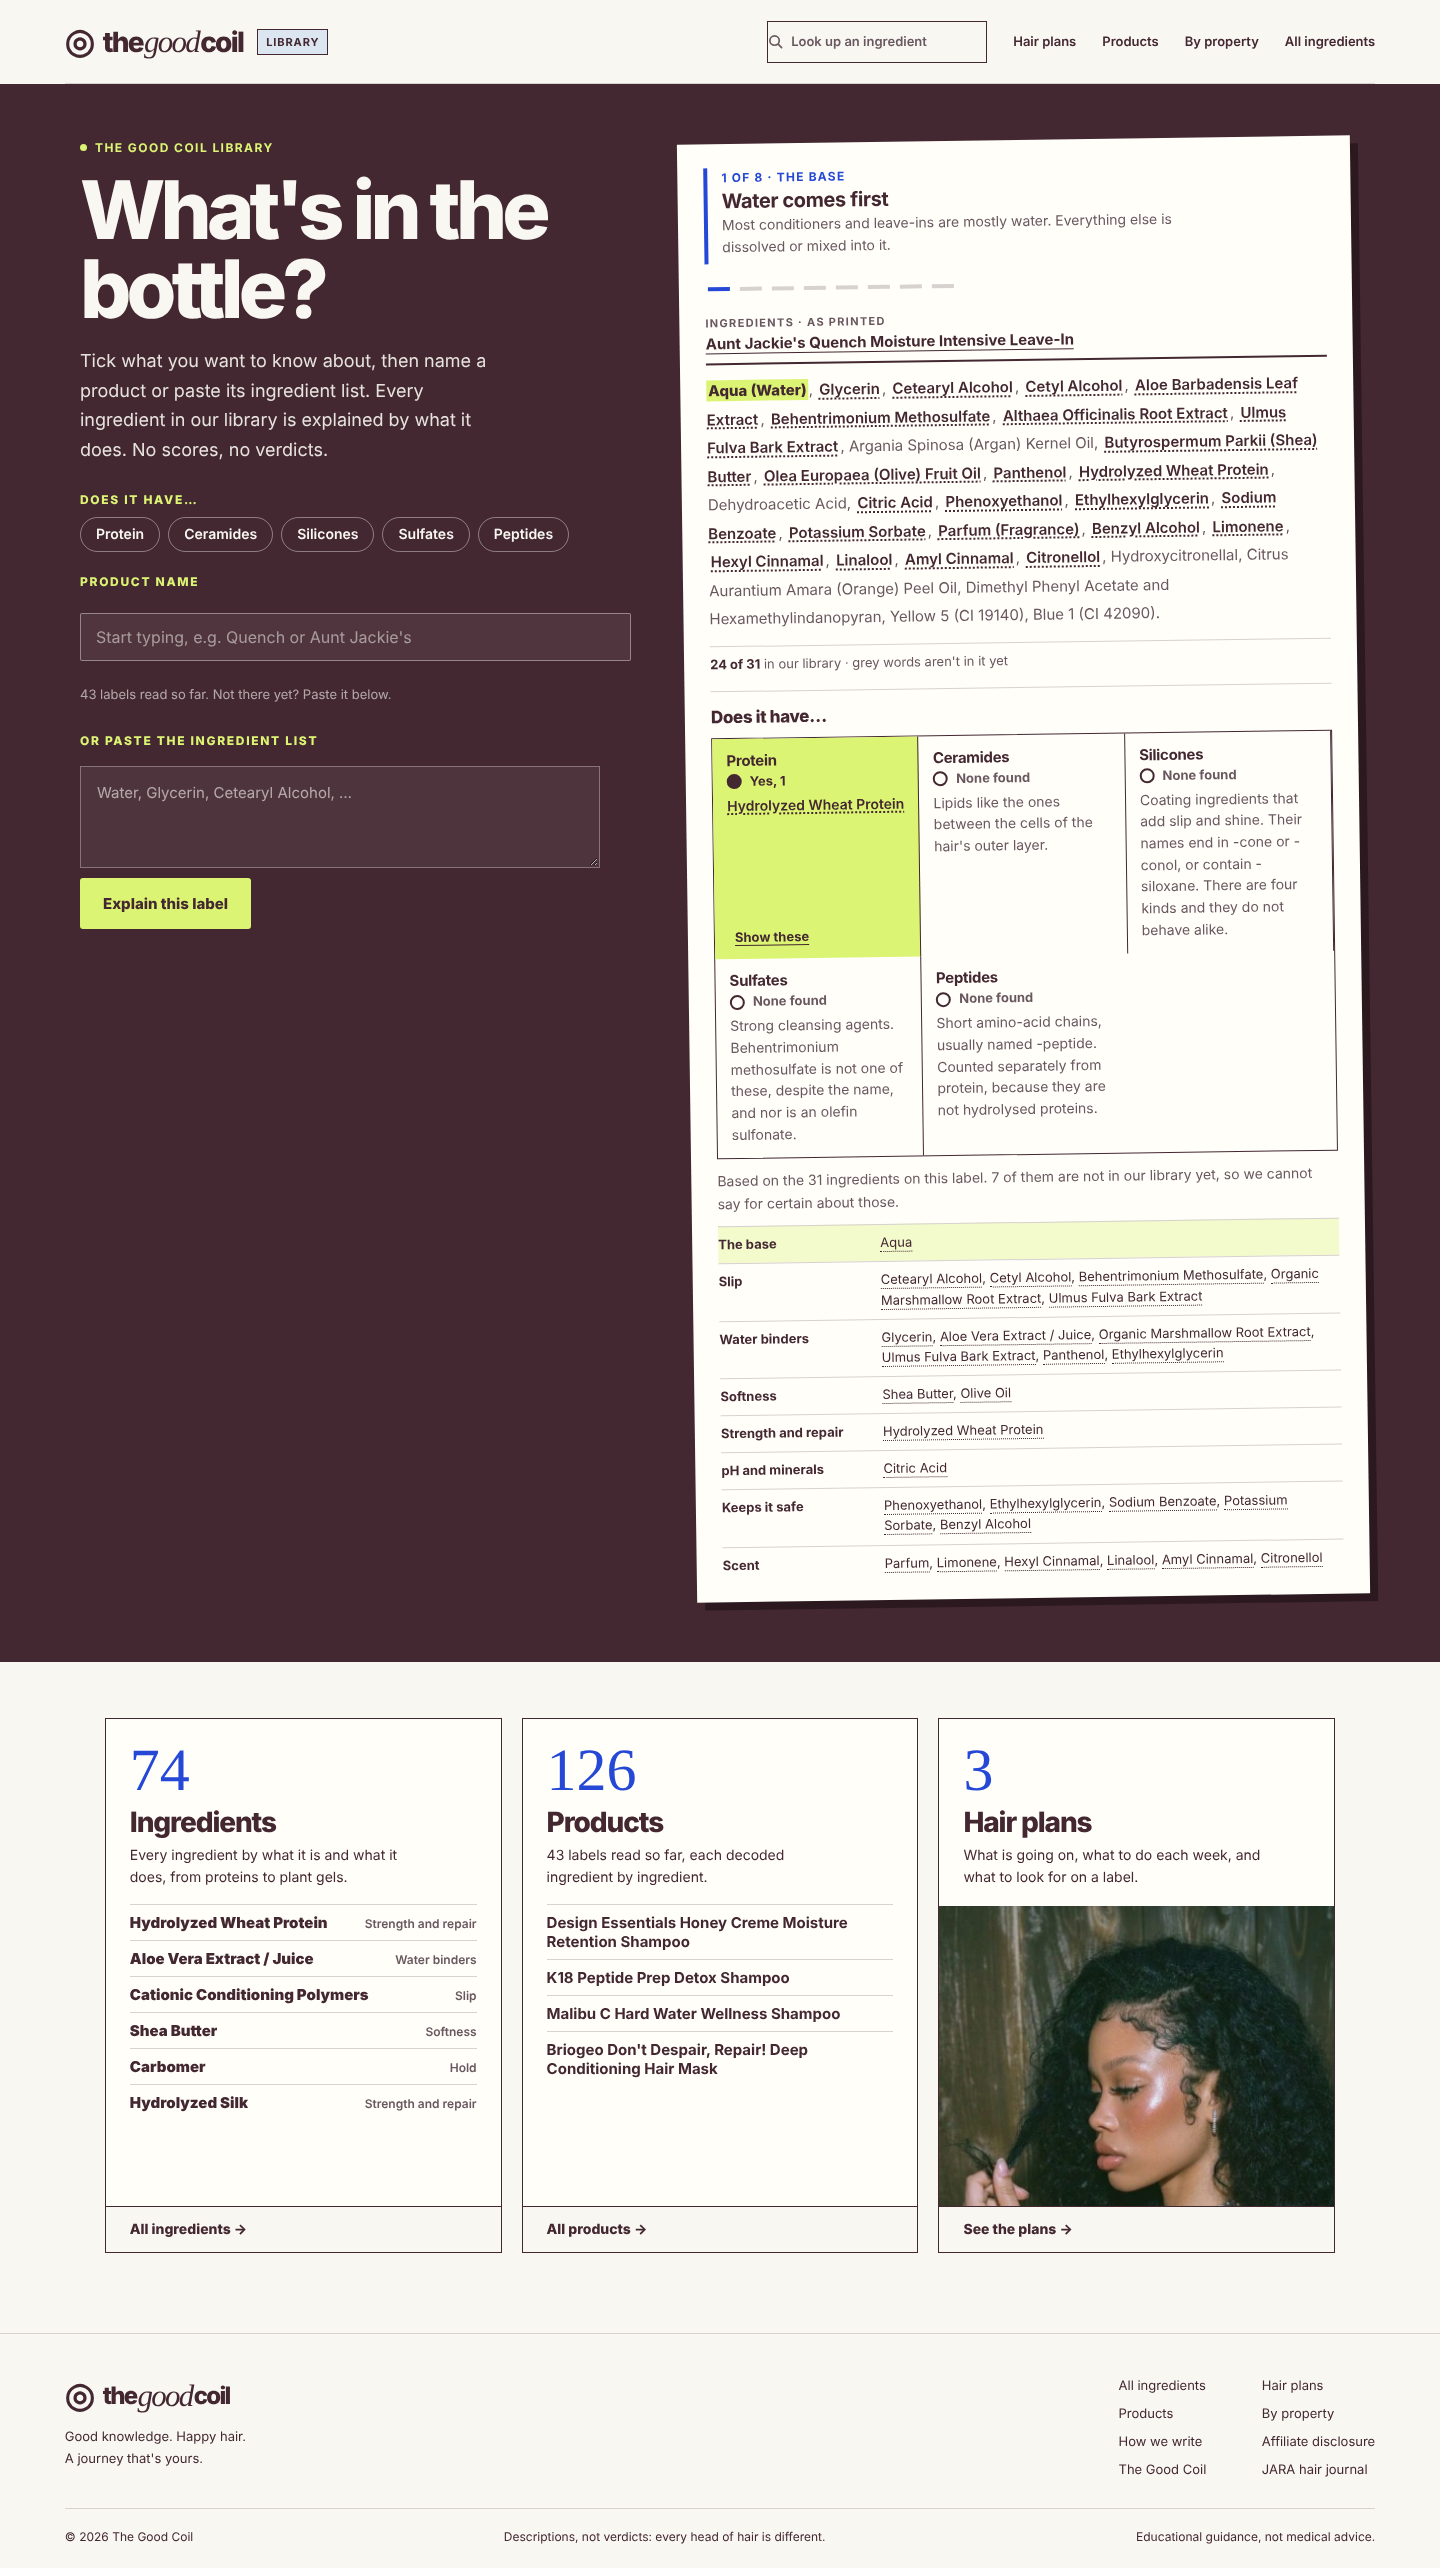 thegoodcoil LIBRARY
Look up an ingredient
Hair plans
Products
By property
All ingredients
THE GOOD COIL LIBRARY
What's in the
bottle?
Tick what you want to know about, then name a
product or paste its ingredient list. Every
ingredient in our library is explained by what it
does. No scores, no verdicts.
DOES IT HAVE...
Protein
Ceramides
Silicones
Sulfates
Peptides
PRODUCT NAME
Start typing, e.g. Quench or Aunt Jackie's
43 labels read so far. Not there yet? Paste it below.
OR PASTE THE INGREDIENT LIST
Water, Glycerin, Cetearyl Alcohol, ...
Explain this label
1 OF 8 · THE BASE
Water comes first
Most conditioners and leave-ins are mostly water. Everything else is
dissolved or mixed into it.
INGREDIENTS · AS PRINTED
Aunt Jackie's Quench Moisture Intensive Leave-In
Aqua (Water), Glycerin, Cetearyl Alcohol, Cetyl Alcohol, Aloe Barbadensis Leaf
Extract, Behentrimonium Methosulfate, Althaea Officinalis Root Extract, Ulmus
Fulva Bark Extract, Argania Spinosa (Argan) Kernel Oil, Butyrospermum Parkii (Shea)
Butter, Olea Europaea (Olive) Fruit Oil, Panthenol, Hydrolyzed Wheat Protein,
Dehydroacetic Acid, Citric Acid, Phenoxyethanol, Ethylhexylglycerin, Sodium
Benzoate, Potassium Sorbate, Parfum (Fragrance), Benzyl Alcohol, Limonene,
Hexyl Cinnamal, Linalool, Amyl Cinnamal, Citronellol, Hydroxycitronellal, Citrus
Aurantium Amara (Orange) Peel Oil, Dimethyl Phenyl Acetate and
Hexamethylindanopyran, Yellow 5 (CI 19140), Blue 1 (CI 42090).
24 of 31 in our library · grey words aren't in it yet
Does it have...
Protein
Yes, 1
Hydrolyzed Wheat Protein
Show these
Ceramides
None found
Lipids like the ones
between the cells of the
hair's outer layer.
Silicones
None found
Coating ingredients that
add slip and shine. Their
names end in -cone or -
conol, or contain -
siloxane. There are four
kinds and they do not
behave alike.
Sulfates
None found
Strong cleansing agents.
Behentrimonium
methosulfate is not one of
these, despite the name,
and nor is an olefin
sulfonate.
Peptides
None found
Short amino-acid chains,
usually named -peptide.
Counted separately from
protein, because they are
not hydrolysed proteins.
Based on the 31 ingredients on this label. 7 of them are not in our library yet, so we cannot
say for certain about those.
The base
Aqua
Slip
Cetearyl Alcohol, Cetyl Alcohol, Behentrimonium Methosulfate, Organic
Marshmallow Root Extract, Ulmus Fulva Bark Extract
Water binders
Glycerin, Aloe Vera Extract / Juice, Organic Marshmallow Root Extract,
Ulmus Fulva Bark Extract, Panthenol, Ethylhexylglycerin
Softness
Shea Butter, Olive Oil
Strength and repair
Hydrolyzed Wheat Protein
pH and minerals
Citric Acid
Keeps it safe
Phenoxyethanol, Ethylhexylglycerin, Sodium Benzoate, Potassium
Sorbate, Benzyl Alcohol
Scent
Parfum, Limonene, Hexyl Cinnamal, Linalool, Amyl Cinnamal, Citronellol
74
Ingredients
Every ingredient by what it is and what it
does, from proteins to plant gels.
Hydrolyzed Wheat Protein Strength and repair
Aloe Vera Extract / Juice Water binders
Cationic Conditioning Polymers Slip
Shea Butter Softness
Carbomer Hold
Hydrolyzed Silk Strength and repair
All ingredients →
126
Products
43 labels read so far, each decoded
ingredient by ingredient.
Design Essentials Honey Creme Moisture
Retention Shampoo
K18 Peptide Prep Detox Shampoo
Malibu C Hard Water Wellness Shampoo
Briogeo Don't Despair, Repair! Deep
Conditioning Hair Mask
All products →
3
Hair plans
What is going on, what to do each week, and
what to look for on a label.
See the plans →
thegoodcoil
Good knowledge. Happy hair.
A journey that's yours.
All ingredients
Products
How we write
The Good Coil
Hair plans
By property
Affiliate disclosure
JARA hair journal
© 2026 The Good Coil
Descriptions, not verdicts: every head of hair is different.
Educational guidance, not medical advice.